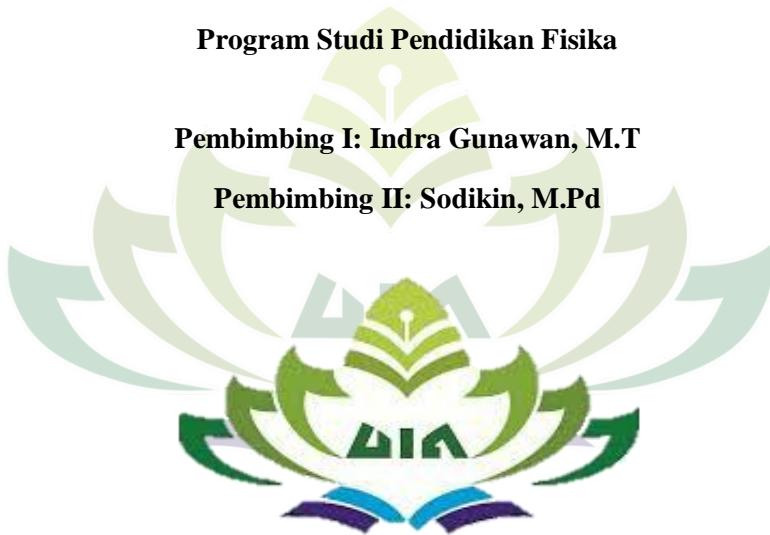 Program Studi Pendidikan Fisika
Pembimbing I: Indra Gunawan, M.T
Pembimbing II: Sodikin, M.Pd
UIN